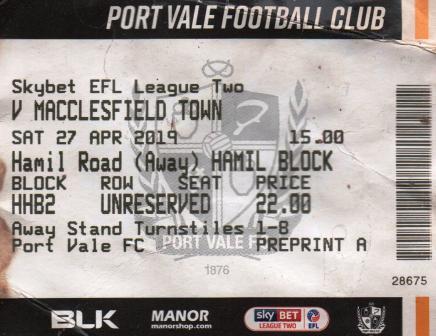 PORT VALE FOOTBALL CLUB
Skybet EFL League Two
V MACCLESFIELD TOWN
SAT 27 APR 2019 15.00
Hamil Road (Away) HAMIL BLOCK
BLOCK ROW SEAT PRICE
HHB2 UNRESERVED 22.00
Away Stand Turnstiles 1-8
Port Vale FC PREPRINT A
PORT VALE F
1876
28675
BLK MANOR sky BET EFL
manorshop.com LEAGUE TWO